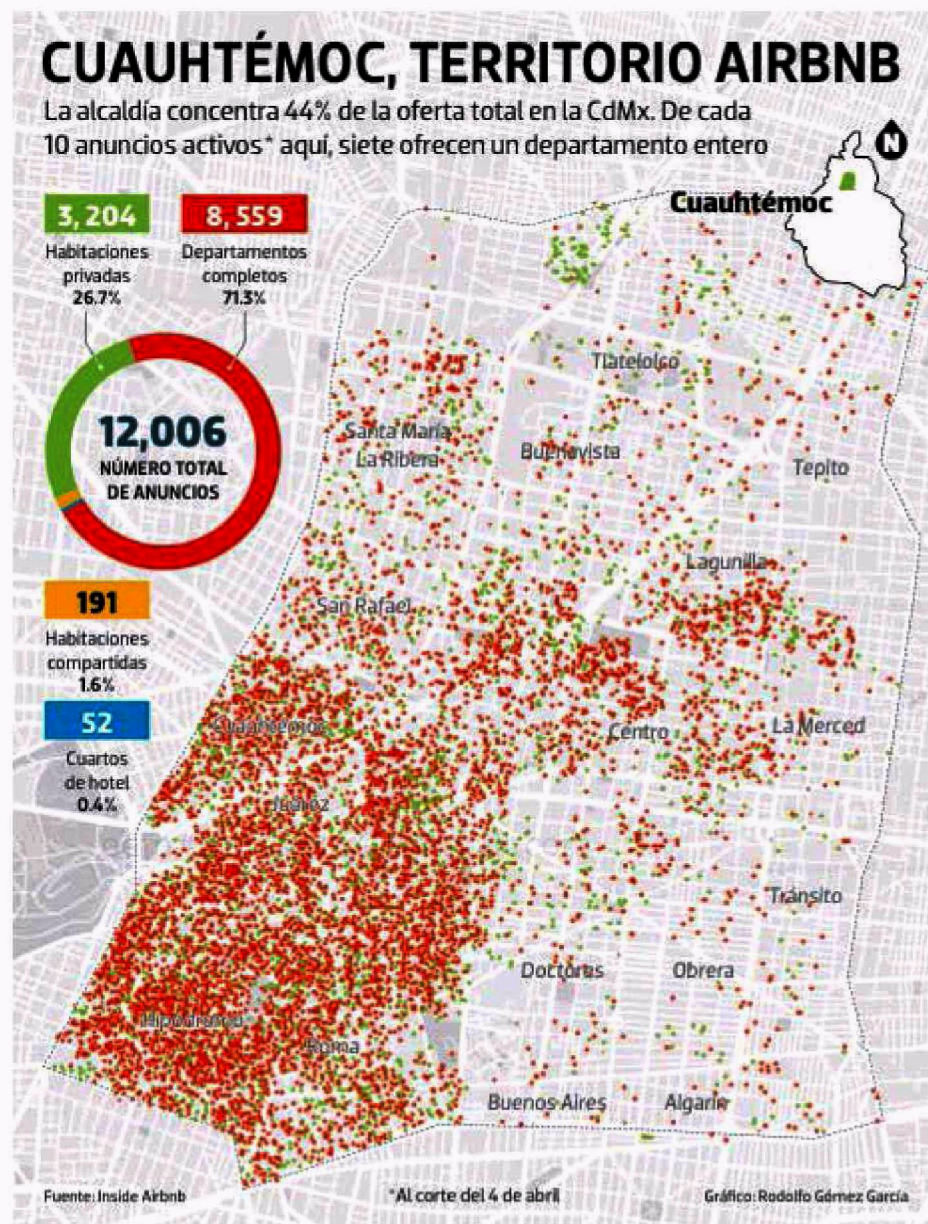 CUAUHTÉMOC, TERRITORIO AIRBNB
La alcaldía concentra 44% de la oferta total en la CdMx. De cada
10 anuncios activos* aquí, siete ofrecen un departamento entero
N
Cuauhtémoc
3, 204
Habitaciones
privadas
26.7%
8, 559
Departamentos
completos
71.3%
12,006
NÚMERO TOTAL
DE ANUNCIOS
191
Habitaciones
compartidas
1.6%
52
Cuartos
de hotel
0.4%
Tlatelolco
Santa María
La Ribera
Buenavista
Tepito
Lagunilla
San Rafael
Cuauhtémoc
Centro
La Merced
Juárez
Tránsito
Doctores
Obrera
Hipódromo
Roma
Buenos Aires
Algarín
Fuente: Inside Airbnb
*Al corte del 4 de abril
Gráfico: Rodolfo Gómez García